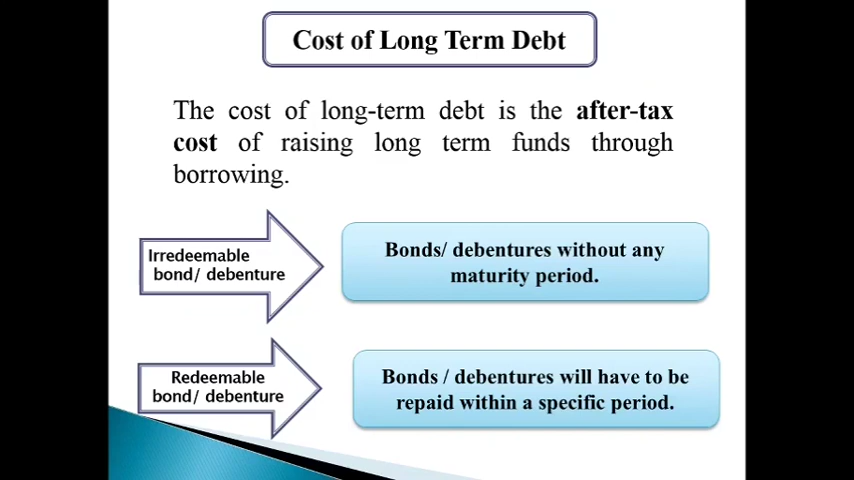 Cost of Long Term Debt
The cost of long-term debt is the after-tax
cost of raising long term funds through
borrowing.
Irredeemable
bond/ debenture
Bonds/ debentures without any
maturity period.
Redeemable
bond/ debenture
Bonds / debentures will have to be
repaid within a specific period.